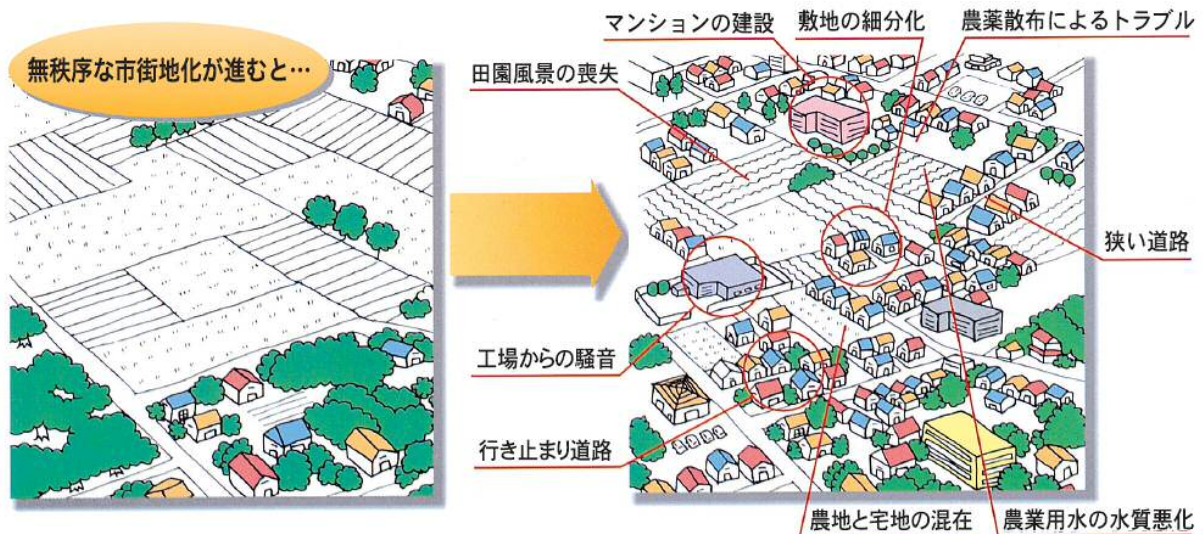 無秩序な市街地化が進むと…
マンションの建設
敷地の細分化
農薬散布によるトラブル
田園風景の喪失
狭い道路
工場からの騒音
行き止まり道路
農地と宅地の混在
農業用水の水質悪化